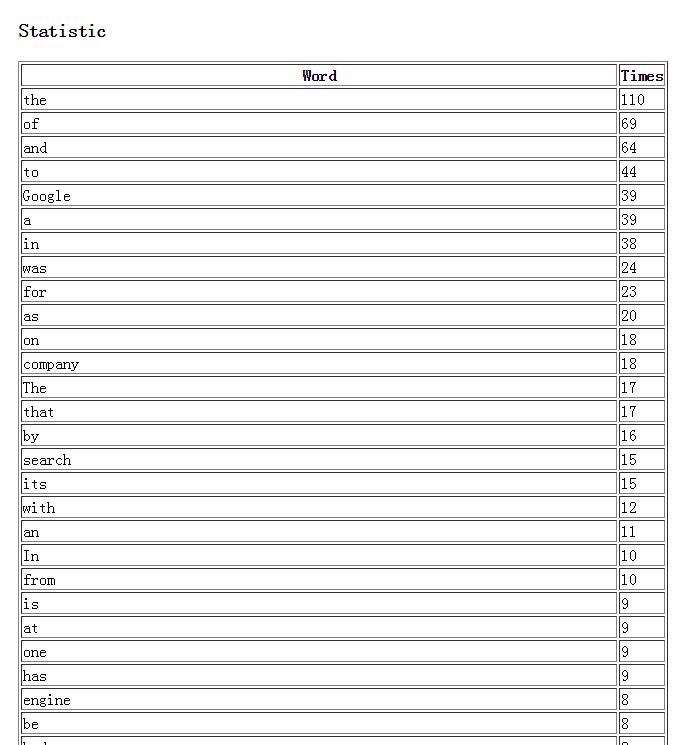 Statistic
Word Times
the 110
of 69
and 64
to 44
Google 39
a 39
in 38
was 24
for 23
as 20
on 18
company 18
The 17
that 17
by 16
search 15
its 15
with 12
an 11
In 10
from 10
is 9
at 9
one 9
has 9
engine 8
be 8